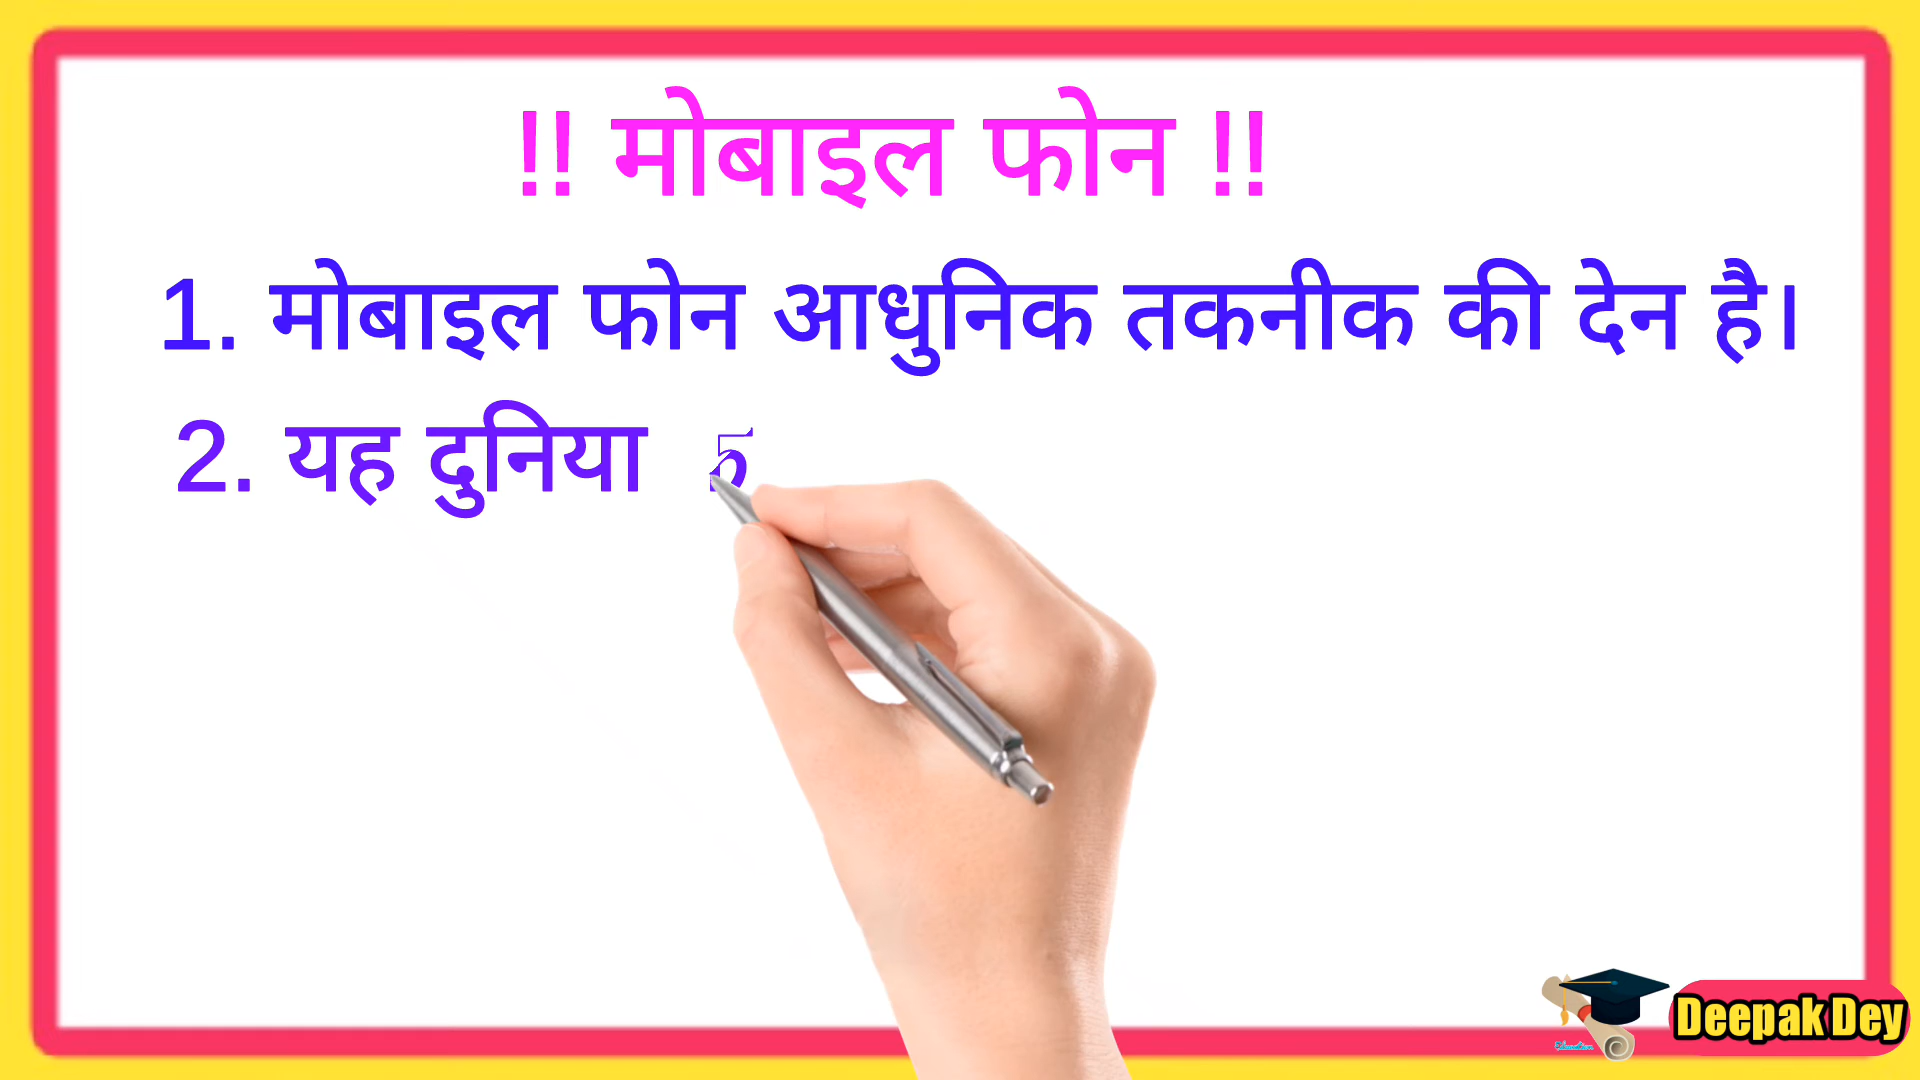 !! मोबाइल फोन !!
1. मोबाइल फोन आधुनिक तकनीक की देन है।
2. यह दुनिया
Deepak Dey